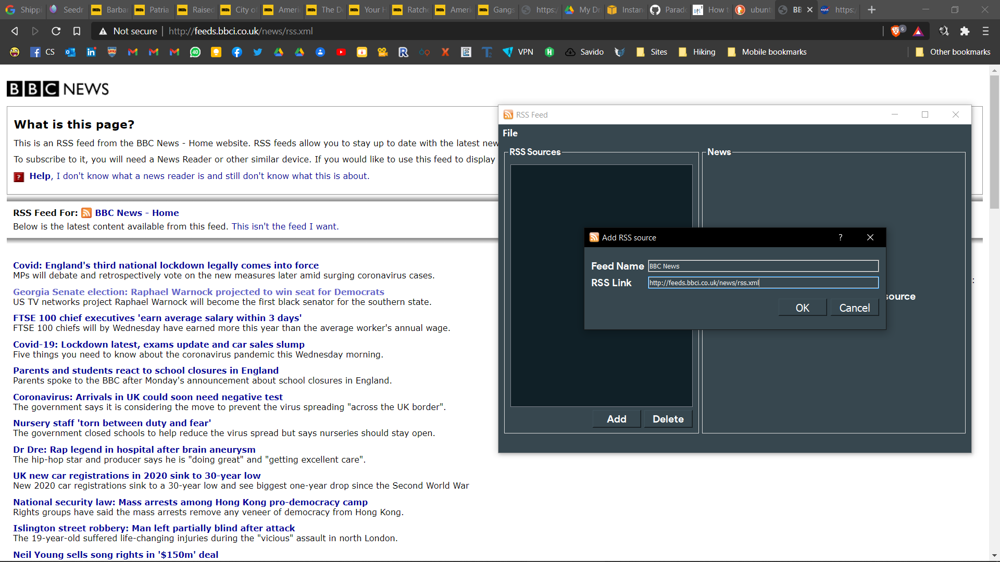 Shippi
Seedr
Barbar
Patria
Raised
City of
Ameri
The D
Your H
Ratche
Ameri
Gangs
https:/
My Dr
Instan
Parad
How t
ubunt
BB
https:/
Not secure
http://feeds.bbci.co.uk/news/rss.xml
6
CS
VPN
Savido
Sites
Hiking
Mobile bookmarks
Other bookmarks
BBC NEWS
What is this page?
This is an RSS feed from the BBC News - Home website. RSS feeds allow you to stay up to date with the latest new
To subscribe to it, you will need a News Reader or other similar device. If you would like to use this feed to display
Help, I don't know what a news reader is and still don't know what this is about.
RSS Feed For: BBC News - Home
Below is the latest content available from this feed. This isn't the feed I want.
Covid: England's third national lockdown legally comes into force
MPs will debate and retrospectively vote on the new measures later amid surging coronavirus cases.
Georgia Senate election: Raphael Warnock projected to win seat for Democrats
US TV networks project Raphael Warnock will become the first black senator for the southern state.
FTSE 100 chief executives 'earn average salary within 3 days'
FTSE 100 chiefs will by Wednesday have earned more this year than the average worker's annual wage.
Covid-19: Lockdown latest, exams update and car sales slump
Five things you need to know about the coronavirus pandemic this Wednesday morning.
Parents and students react to school closures in England
Parents spoke to the BBC after Monday's announcement about school closures in England.
Coronavirus: Arrivals in UK could soon need negative test
The government says it is considering the move to prevent the virus spreading "across the UK border".
Nursery staff 'torn between duty and fear'
The government closed schools to help reduce the virus spread but says nurseries should stay open.
Dr Dre: Rap legend in hospital after brain aneurysm
The hip-hop star and producer says he is "doing great" and "getting excellent care".
UK new car registrations in 2020 sink to 30-year low
New 2020 car registrations sink to a 30-year low and see biggest one-year drop since the Second World War
National security law: Mass arrests among Hong Kong pro-democracy camp
Rights groups have said the mass arrests remove any veneer of democracy from Hong Kong.
Islington street robbery: Man left partially blind after attack
The 19-year-old suffered life-changing injuries during the "vicious" assault in north London.
Neil Young sells song rights in '$150m' deal
RSS Feed
File
RSS Sources
News
Add RSS source
?
Feed Name
BBC News
RSS Link
http://feeds.bbci.co.uk/news/rss.xml
OK
Cancel
source
Add
Delete